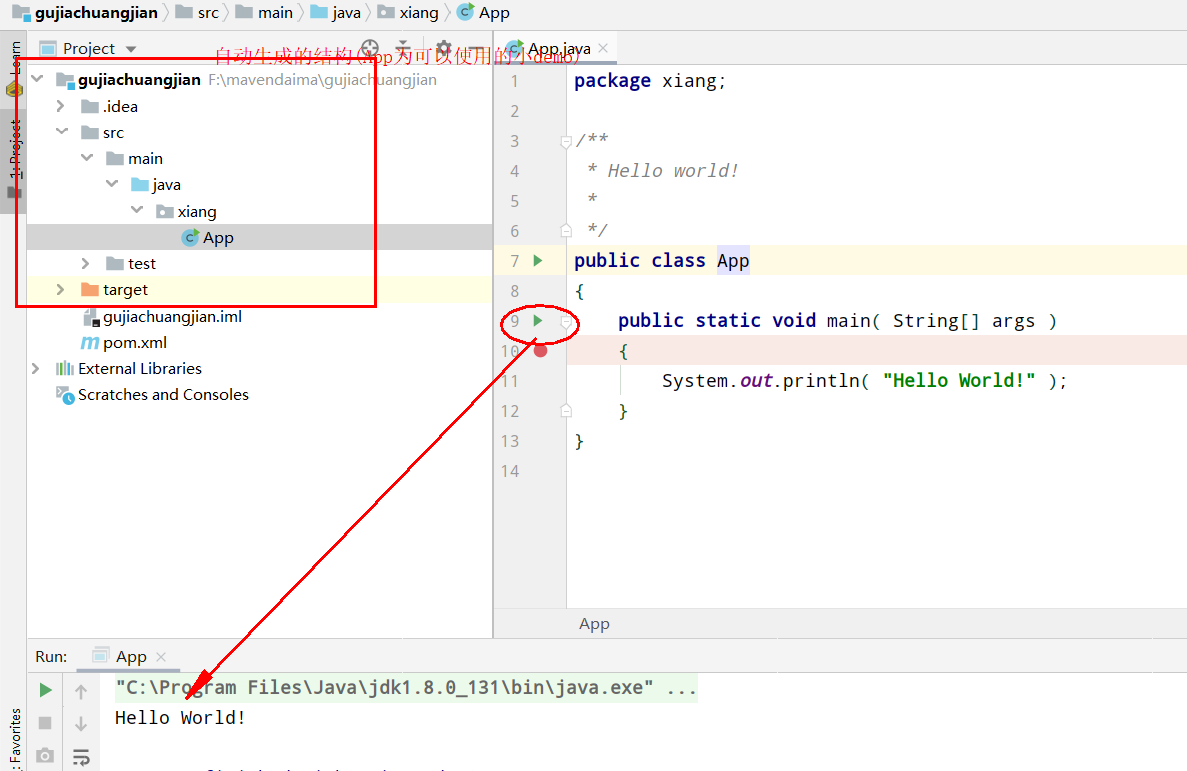 gujiachuangjian src main java xiang App
Project
App.java
自动生成的结构(App为可以使用的小demo)
Learn
1: Project
gujiachuangjian F:\mavendaima\gujiachuangjian
.idea
src
main
java
xiang
App
test
target
gujiachuangjian.iml
pom.xml
External Libraries
Scratches and Consoles
1 package xiang;
2
3 /**
4 * Hello world!
5 *
6 */
7 public class App
8 {
9 public static void main( String[] args )
10 {
11 System.out.println( "Hello World!" );
12 }
13 }
14
App
Run: App
"C:\Program Files\Java\jdk1.8.0_131\bin\java.exe" ...
Hello World!
: Favorites